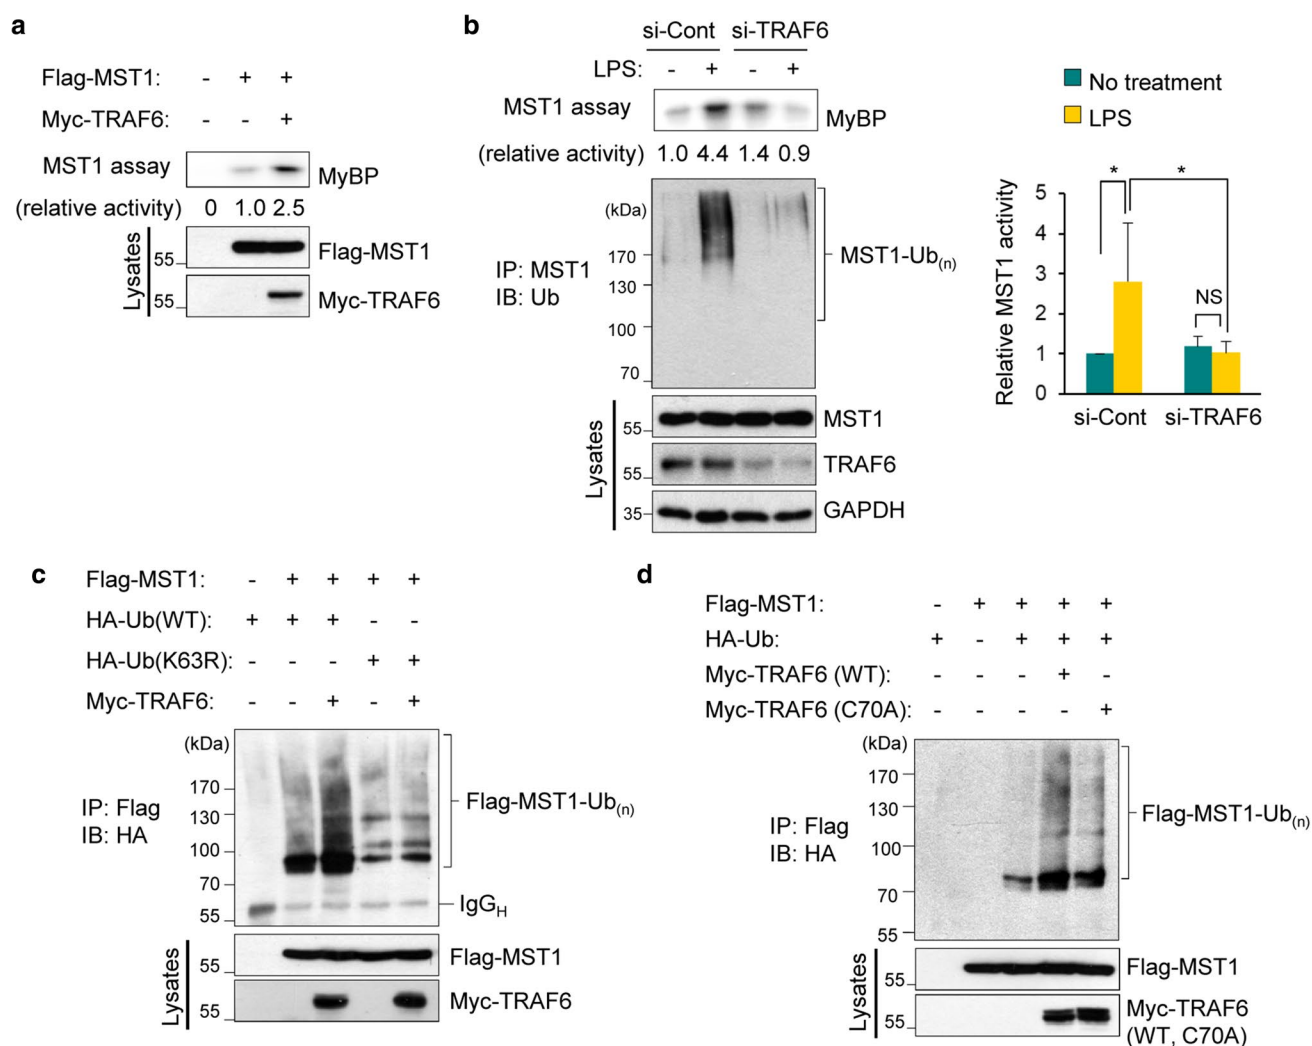 a
Flag-MST1: - + +
Myc-TRAF6: - - +
MST1 assay
MyBP
(relative activity) 0 1.0 2.5
Lysates
55
Flag-MST1
55
Myc-TRAF6
b
si-Cont si-TRAF6
LPS: - + - +
MST1 assay
MyBP
(relative activity) 1.0 4.4 1.4 0.9
(kDa)
170
130
100
70
IP: MST1
IB: Ub
MST1-Ub(n)
Lysates
55
MST1
55
TRAF6
35
GAPDH
No treatment
LPS
Relative MST1 activity
5
4
3
2
1
0
* *
NS
si-Cont si-TRAF6
c
Flag-MST1: - + + + +
HA-Ub(WT): + + + - -
HA-Ub(K63R): - - - + +
Myc-TRAF6: - - + - +
(kDa)
170
130
100
70
55
IP: Flag
IB: HA
Flag-MST1-Ub(n)
IgGH
Lysates
55
Flag-MST1
55
Myc-TRAF6
d
Flag-MST1: - + + + +
HA-Ub: + - + + +
Myc-TRAF6 (WT): - - - + -
Myc-TRAF6 (C70A): - - - - +
(kDa)
170
130
100
70
55
IP: Flag
IB: HA
Flag-MST1-Ub(n)
Lysates
55
Flag-MST1
55
Myc-TRAF6
(WT, C70A)